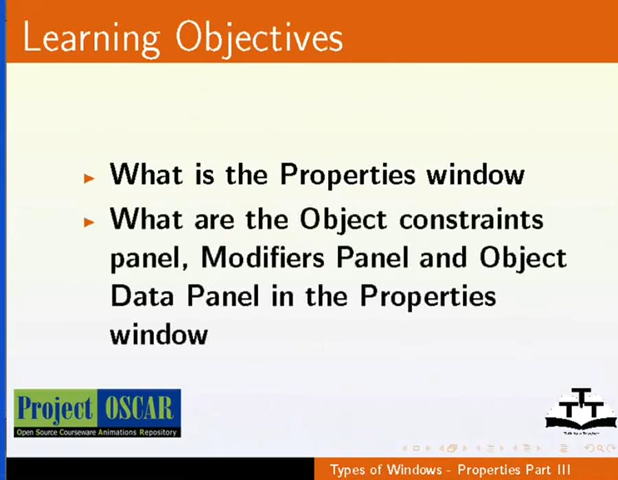 Learning Objectives
What is the Properties window
What are the Object constraints
panel, Modifiers Panel and Object
Data Panel in the Properties
window
Project OSCAR
Open Source Courseware Animations Repository
TTT
Types of Windows - Properties Part III